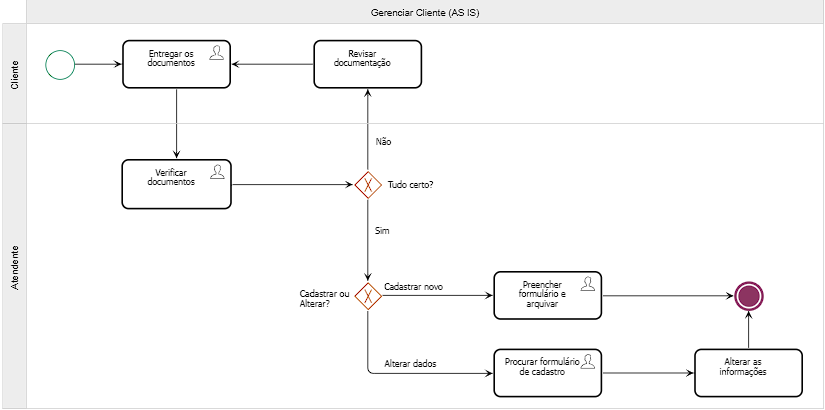 Gerenciar Cliente (AS IS)
Cliente
Entregar os
documentos
Revisar
documentação
Não
Atendente
Verificar
documentos
Tudo certo?
Sim
Cadastrar ou
Alterar?
Cadastrar novo
Preencher
formulário e
arquivar
Alterar dados
Procurar formulário
de cadastro
Alterar as
informações